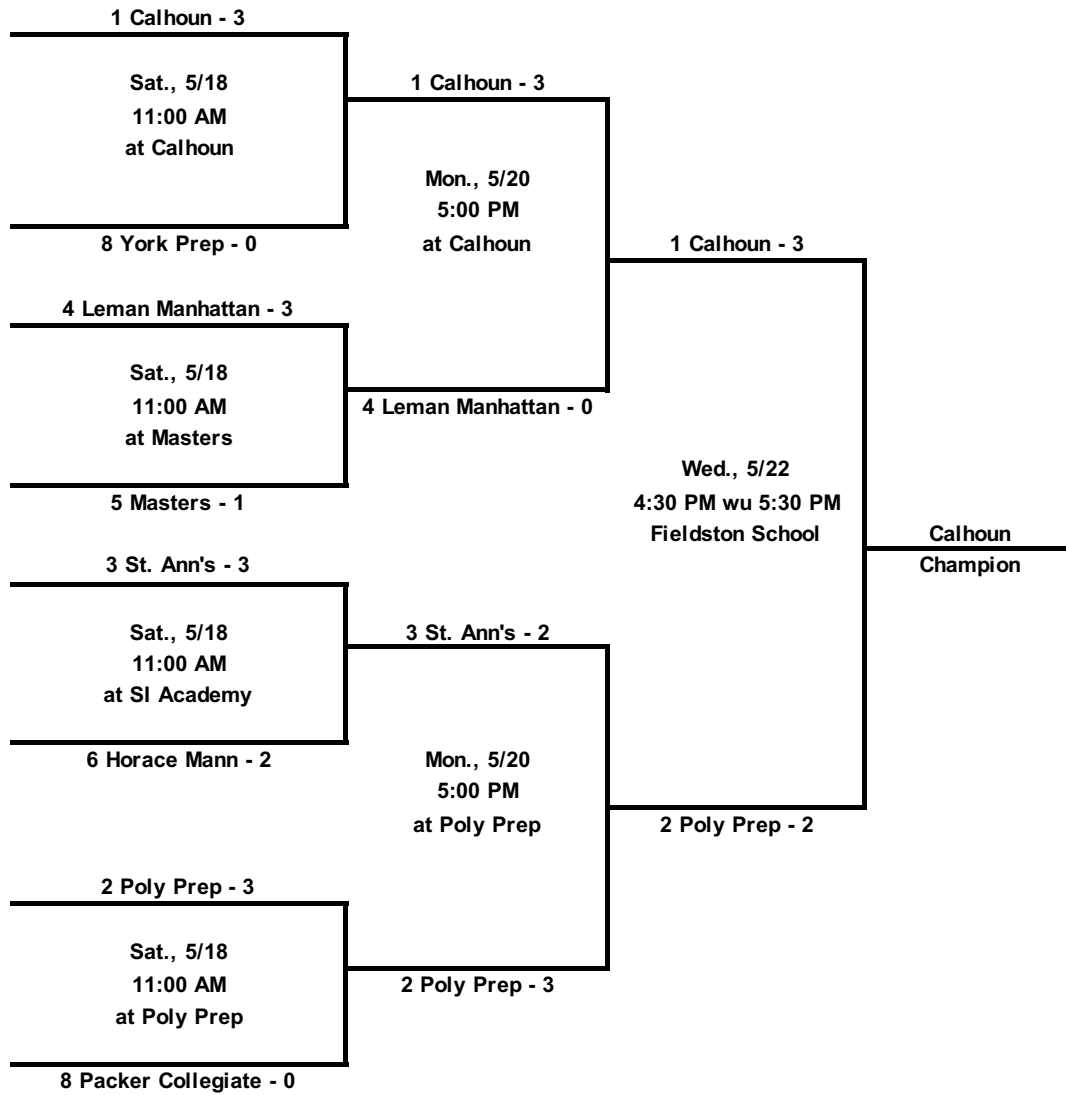 1 Calhoun - 3
Sat., 5/18
11:00 AM
at Calhoun
8 York Prep - 0
4 Leman Manhattan - 3
Sat., 5/18
11:00 AM
at Masters
5 Masters - 1
3 St. Ann's - 3
Sat., 5/18
11:00 AM
at SI Academy
6 Horace Mann - 2
2 Poly Prep - 3
Sat., 5/18
11:00 AM
at Poly Prep
8 Packer Collegiate - 0
1 Calhoun - 3
Mon., 5/20
5:00 PM
at Calhoun
4 Leman Manhattan - 0
3 St. Ann's - 2
Mon., 5/20
5:00 PM
at Poly Prep
2 Poly Prep - 3
1 Calhoun - 3
Wed., 5/22
4:30 PM wu 5:30 PM
Fieldston School
2 Poly Prep - 2
Calhoun
Champion